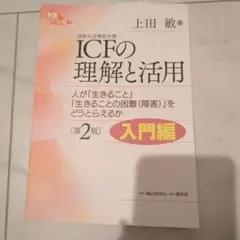 上田 敏 著
国際生活機能分類
ICFの
理解と活用
人が「生きること」
「生きることの困難(障害)」を
どうとらえるか
[第2版]
入門編